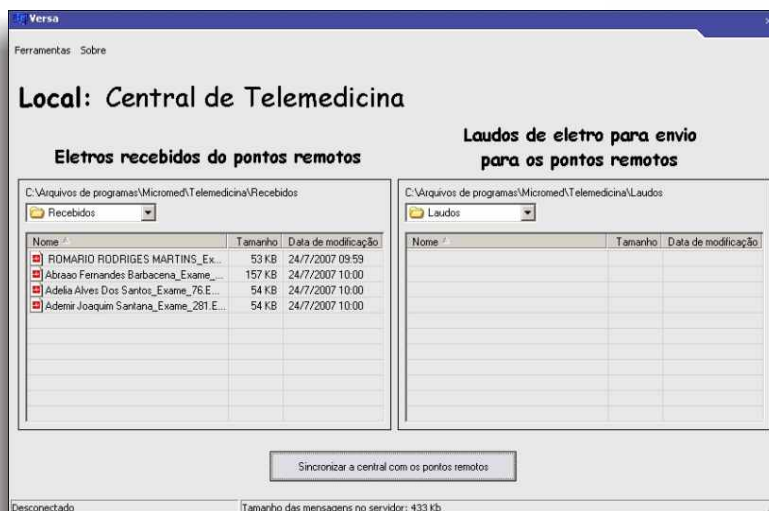 Versa
Ferramentas Sobre
Local: Central de Telemedicina
Eletros recebidos do pontos remotos
C:\Arquivos de programas\Micromed\Telemedicina\Recebidos
Recebidos
Nome Tamanho Data de modificação
ROMARIO RODRIGES MARTINS_Ex... 53 KB 24/7/2007 09:59
Abraao Fernandes Barbacena_Exame_... 157 KB 24/7/2007 10:00
Adelia Alves Dos Santos_Exame_76.E... 54 KB 24/7/2007 10:00
Ademir Joaquim Santana_Exame_281.E... 54 KB 24/7/2007 10:00
Laudos de eletro para envio
para os pontos remotos
C:\Arquivos de programas\Micromed\Telemedicina\Laudos
Laudos
Nome Tamanho Data de modificação
Sincronizar a central com os pontos remotos
Desconectado Tamanho das mensagens no servidor: 433 Kb